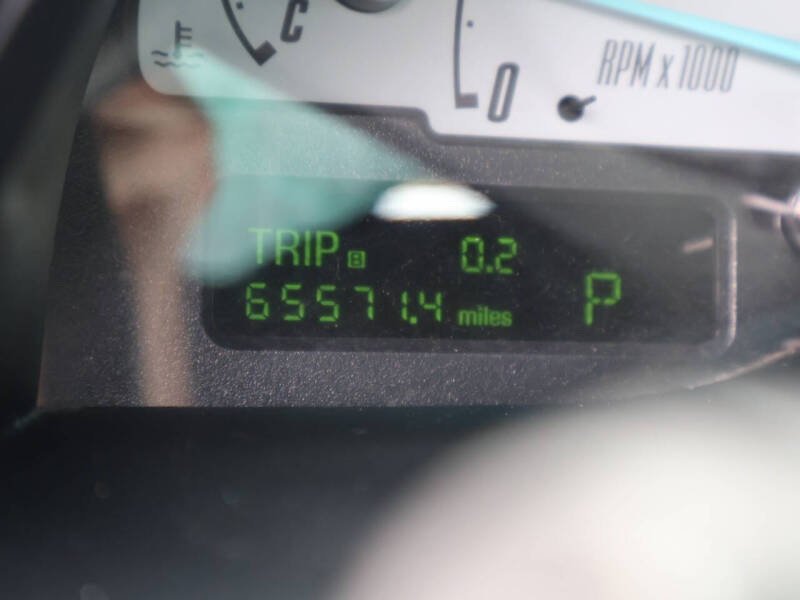 C
0
RPM x 1000
TRIP B 0.2
65571.4 miles P